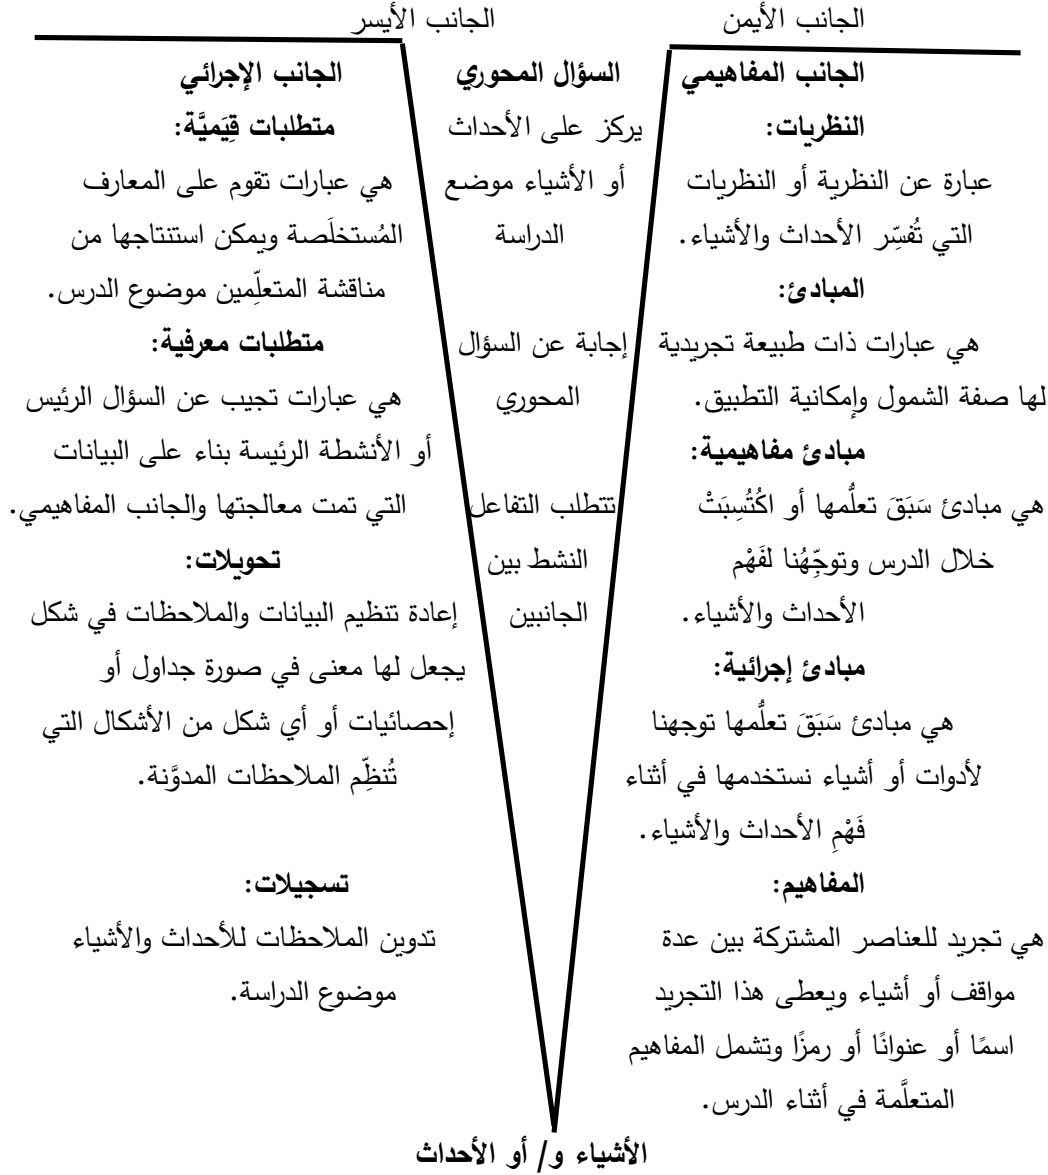 الجانب الأيمن
الجانب المفاهيمي
النظريات:
عبارة عن النظرية أو النظريات
التي تُفسِّر الأحداث والأشياء.
المبادئ:
هي عبارات ذات طبيعة تجريدية
لها صفة الشمول وإمكانية التطبيق.
مبادئ مفاهيمية:
هي مبادئ سَبَقَ تعلُّمها أو اكُتُسِبَتْ
خلال الدرس وتوجِّهُنا لفَهْم
الأحداث والأشياء.
مبادئ إجرائية:
هي مبادئ سَبَقَ تعلُّمها توجهنا
لأدوات أو أشياء نستخدمها في أثناء
فَهْمِ الأحداث والأشياء.
المفاهيم:
هي تجريد للعناصر المشتركة بين عدة
مواقف أو أشياء ويعطى هذا التجريد
اسمًا أو عنوانًا أو رمزًا وتشمل المفاهيم
المتعلَّمة في أثناء الدرس.
السؤال المحوري
يركز على الأحداث
أو الأشياء موضع
الدراسة
إجابة عن السؤال
المحوري
تتطلب التفاعل
النشط بين
الجانبين
الجانب الأيسر
الجانب الإجرائي
متطلبات قِيَميَّة:
هي عبارات تقوم على المعارف
المُستخلَصة ويمكن استنتاجها من
مناقشة المتعلِّمين موضوع الدرس.
متطلبات معرفية:
هي عبارات تجيب عن السؤال الرئيس
أو الأنشطة الرئيسة بناء على البيانات
التي تمت معالجتها والجانب المفاهيمي.
تحويلات:
إعادة تنظيم البيانات والملاحظات في شكل
يجعل لها معنى في صورة جداول أو
إحصائيات أو أي شكل من الأشكال التي
تُنظِّم الملاحظات المدوَّنة.
تسجيلات:
تدوين الملاحظات للأحداث والأشياء
موضوع الدراسة.
الأشياء و/ أو الأحداث